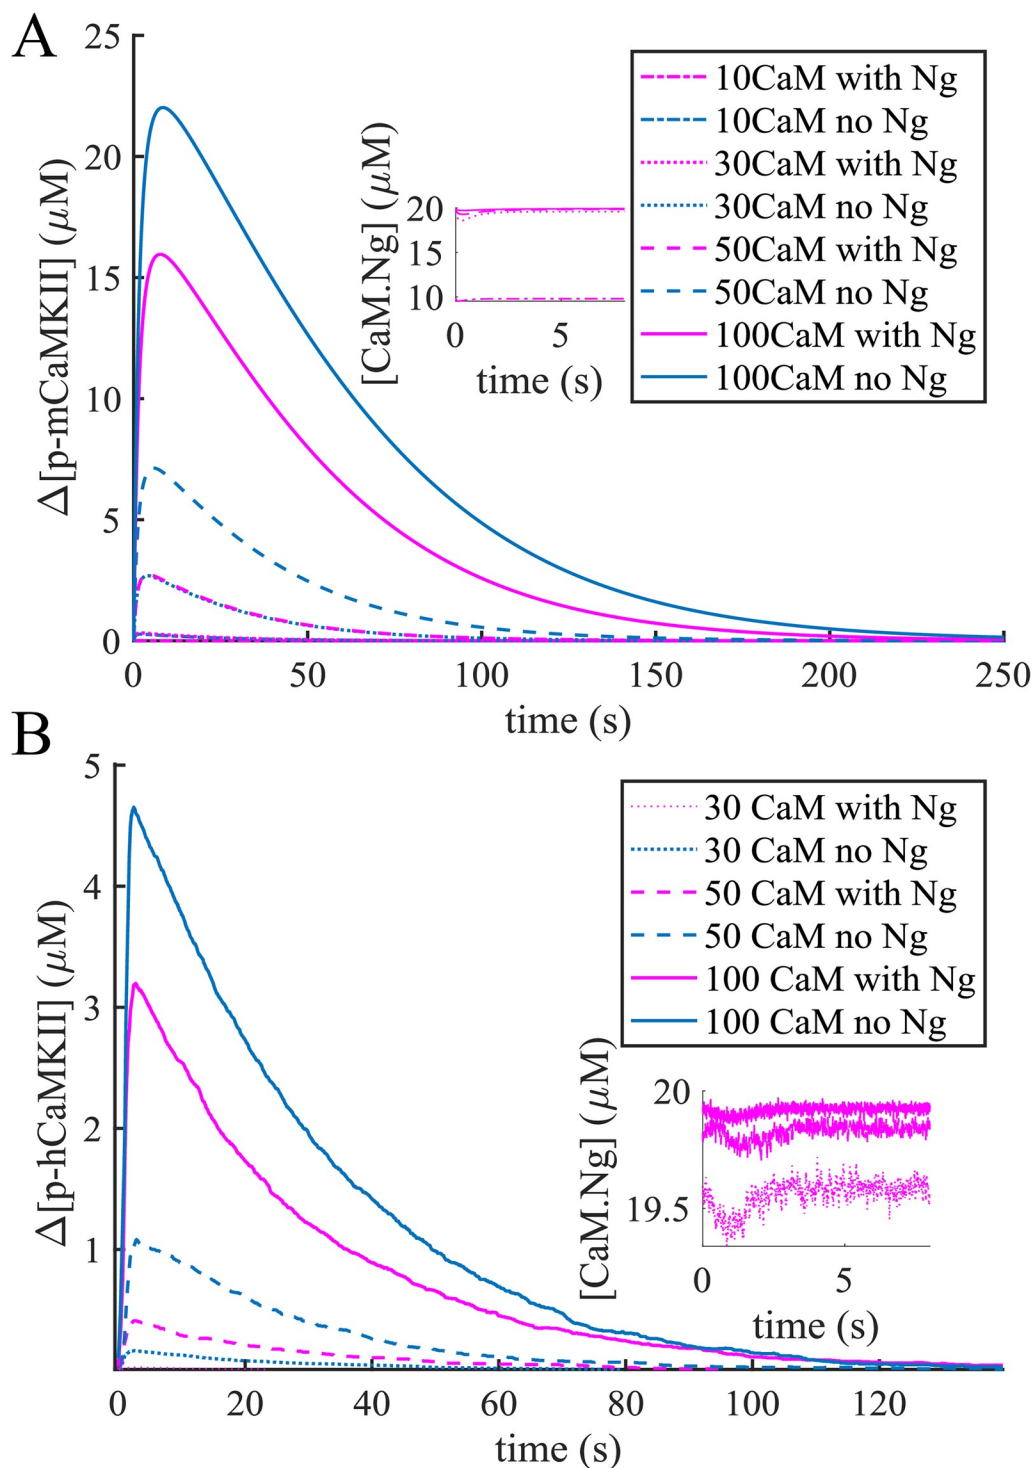 A
25
20
15
10
5
0
Δ[p-mCaMKII] (μM)
0 50 100 150 200 250
time (s)
10CaM with Ng
10CaM no Ng
30CaM with Ng
30CaM no Ng
50CaM with Ng
50CaM no Ng
100CaM with Ng
100CaM no Ng
[CaM.Ng] (μM)
20
15
10
0 5
time (s)
B
5
4
3
2
1
Δ[p-hCaMKII] (μM)
0 20 40 60 80 100 120
time (s)
30 CaM with Ng
30 CaM no Ng
50 CaM with Ng
50 CaM no Ng
100 CaM with Ng
100 CaM no Ng
[CaM.Ng] (μM)
20
19.5
0 5
time (s)